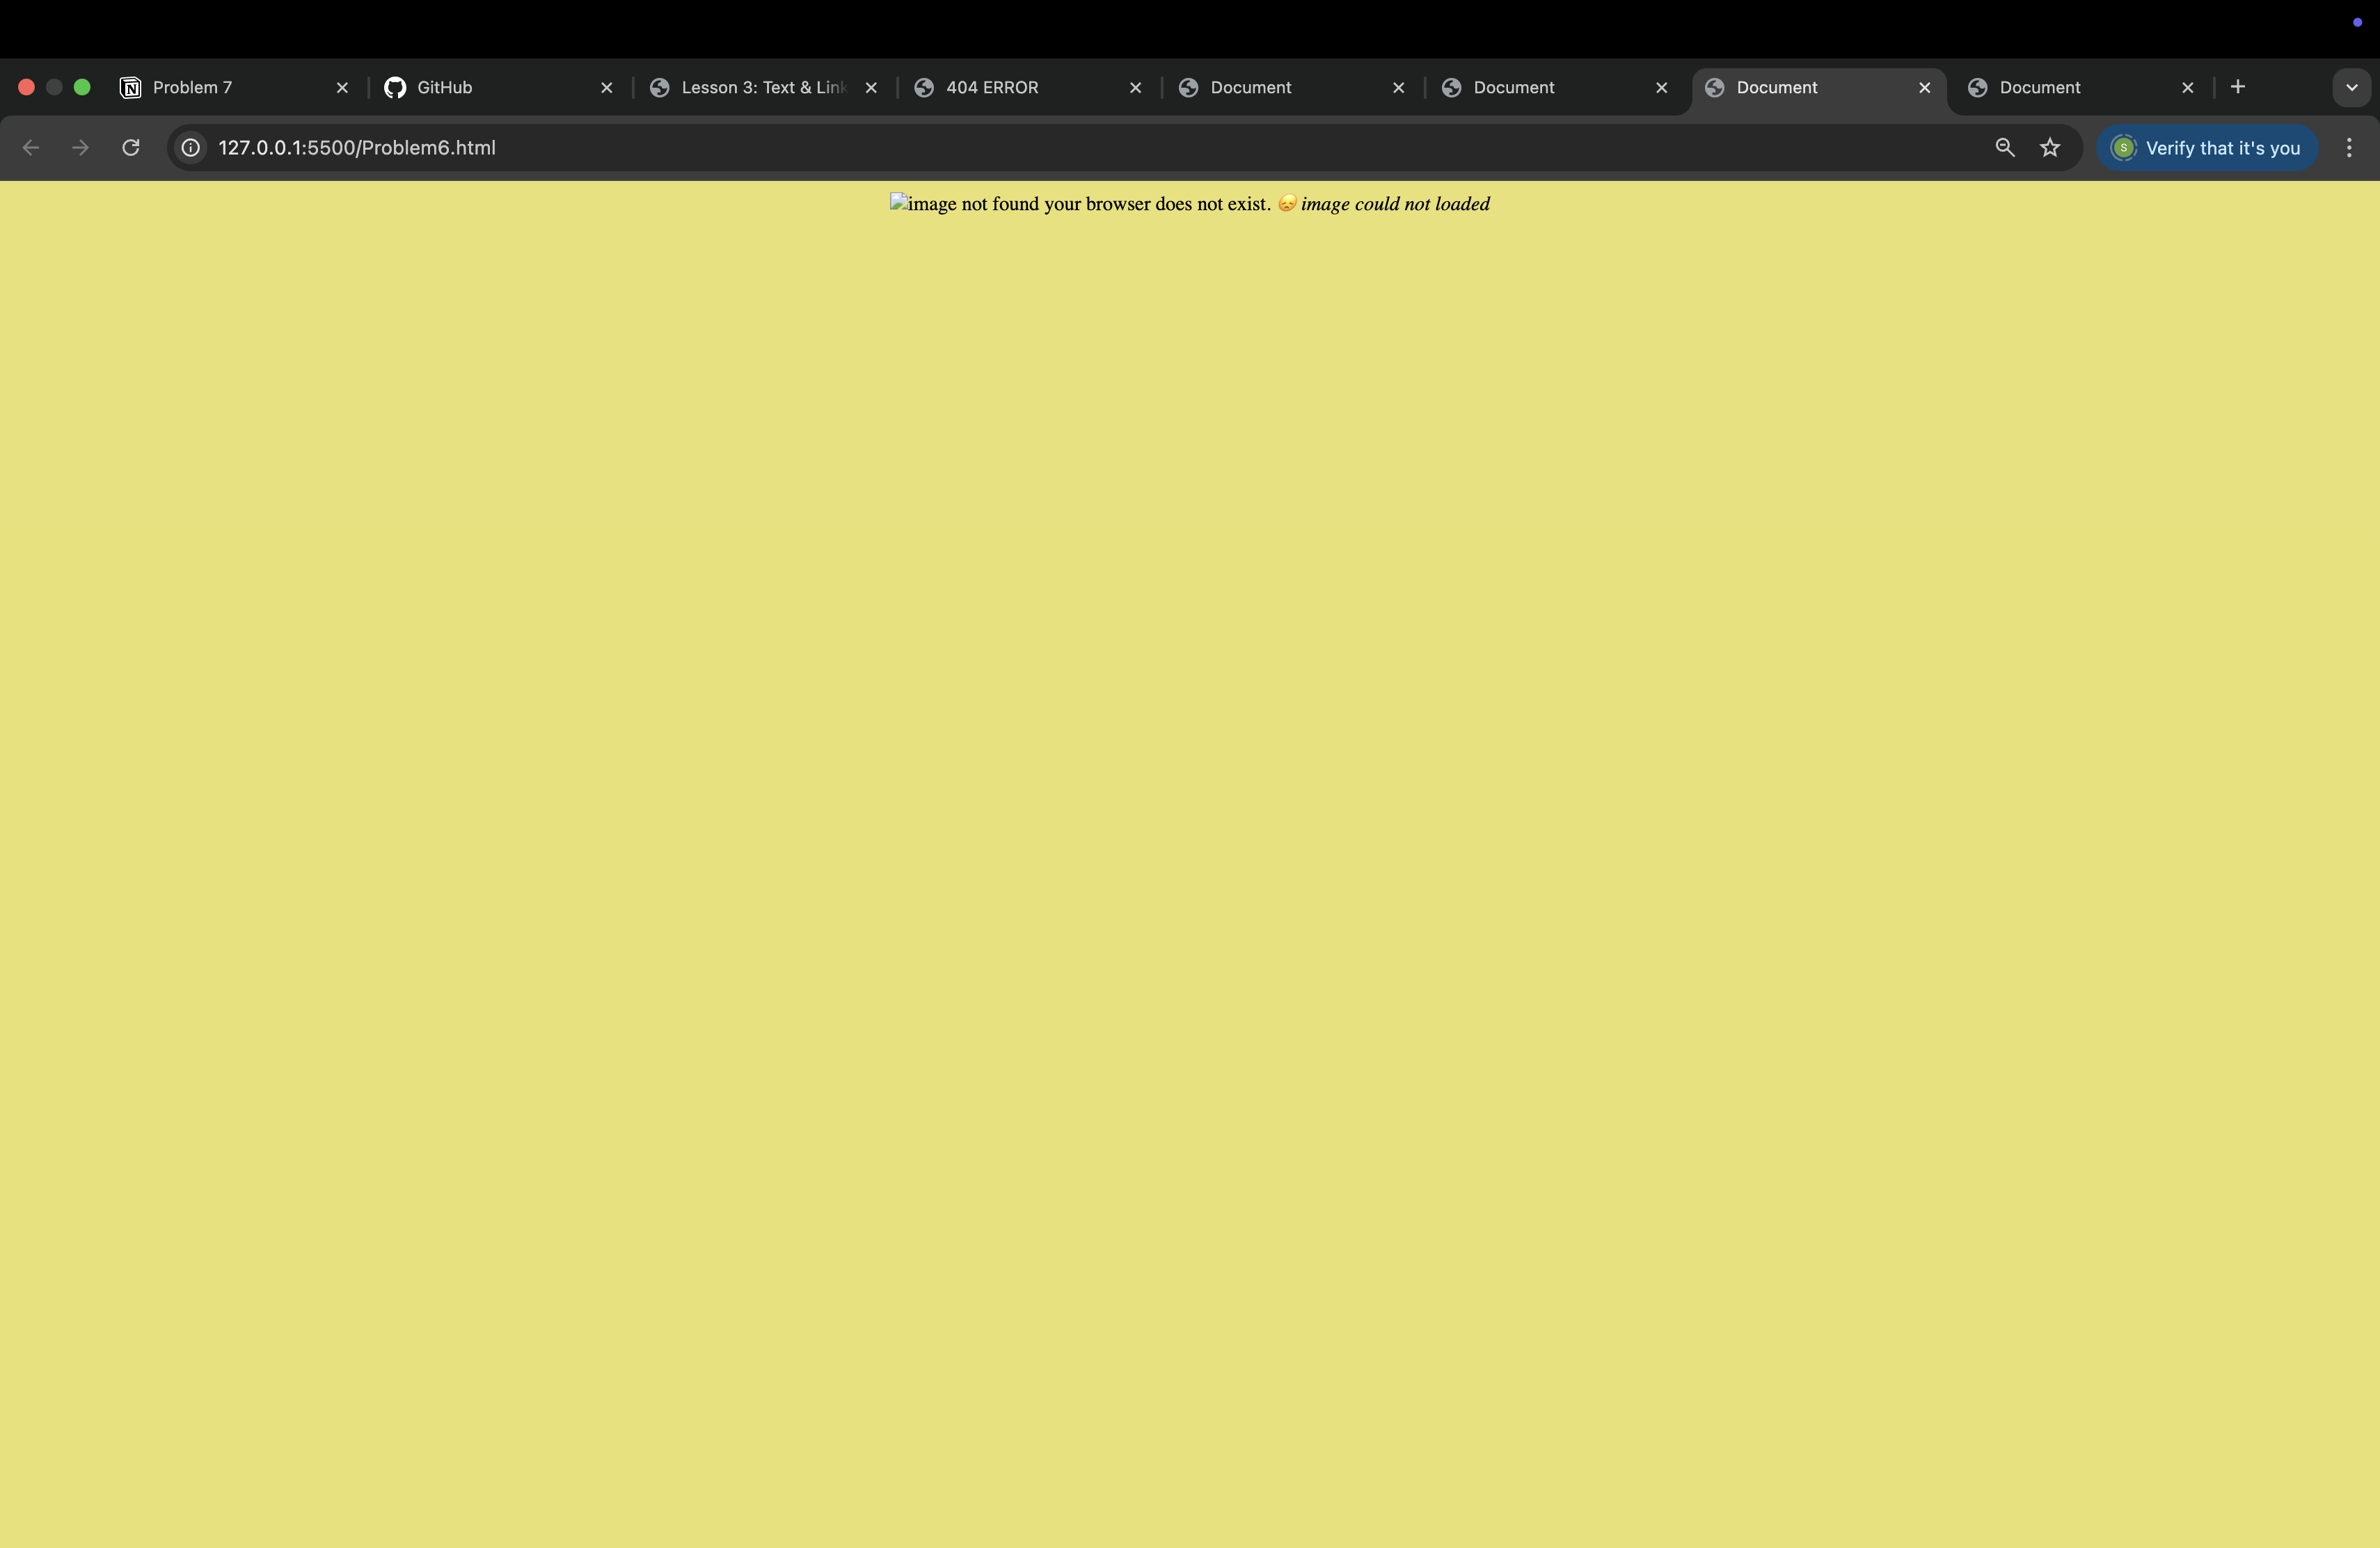 Problem 7
GitHub
Lesson 3: Text & Link
404 ERROR
Document
Document
Document
Document
127.0.0.1:5500/Problem6.html
S
Verify that it's you
image not found your browser does not exist. 😞 image could not loaded